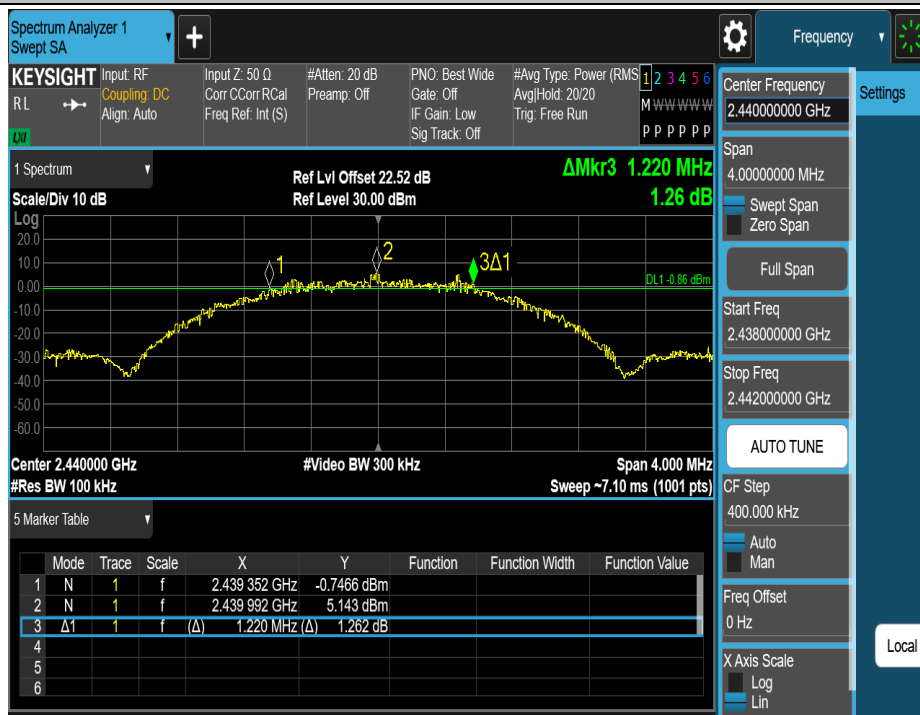 Spectrum Analyzer 1
Swept SA
Frequency
KEYSIGHT
RL
LXI
Input: RF
Coupling: DC
Align: Auto
Input Z: 50 Ω
Corr CCorr RCal
Freq Ref: Int (S)
#Atten: 20 dB
Preamp: Off
PNO: Best Wide
Gate: Off
IF Gain: Low
Sig Track: Off
#Avg Type: Power (RMS
Avg|Hold: 20/20
Trig: Free Run
1 2 3 4 5 6
M W W W W W
P P P P P P
1 Spectrum
Scale/Div 10 dB
Ref Lvl Offset 22.52 dB
Ref Level 30.00 dBm
ΔMkr3 1.220 MHz
1.26 dB
Log
20.0
10.0
0.00
-10.0
-20.0
-30.0
-40.0
-50.0
-60.0
1
2
3Δ1
DL1 -0.86 dBm
Center 2.440000 GHz
#Video BW 300 kHz
Span 4.000 MHz
#Res BW 100 kHz
Sweep ~7.10 ms (1001 pts)
5 Marker Table
Mode Trace Scale X Y Function Function Width Function Value
1 N 1 f 2.439 352 GHz -0.7466 dBm
2 N 1 f 2.439 992 GHz 5.143 dBm
3 Δ1 1 f (Δ) 1.220 MHz (Δ) 1.262 dB
4
5
6
Center Frequency
2.440000000 GHz
Span
4.00000000 MHz
Swept Span
Zero Span
Full Span
Start Freq
2.438000000 GHz
Stop Freq
2.442000000 GHz
AUTO TUNE
CF Step
400.000 kHz
Auto
Man
Freq Offset
0 Hz
X Axis Scale
Log
Lin
Settings
Local